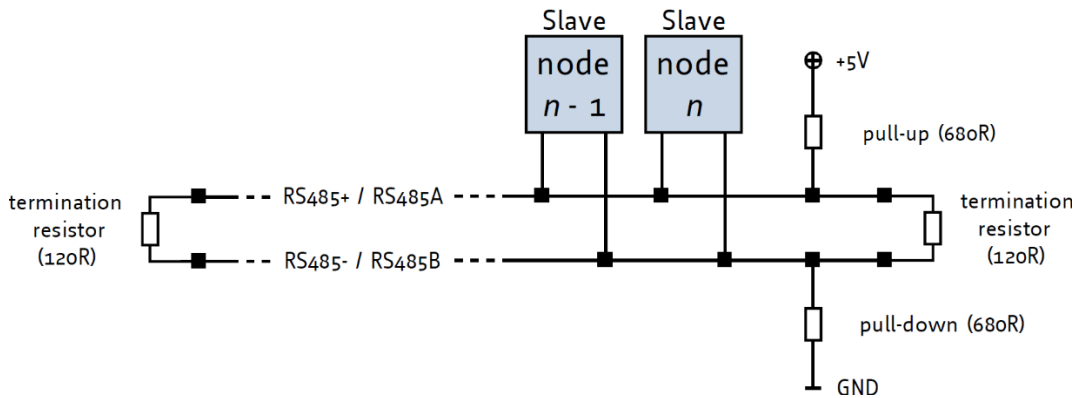 Slave
Slave
node
n - 1
node
n
+5V
pull-up (680R)
termination
resistor
(120R)
RS485+ / RS485A
RS485- / RS485B
termination
resistor
(120R)
pull-down (680R)
GND